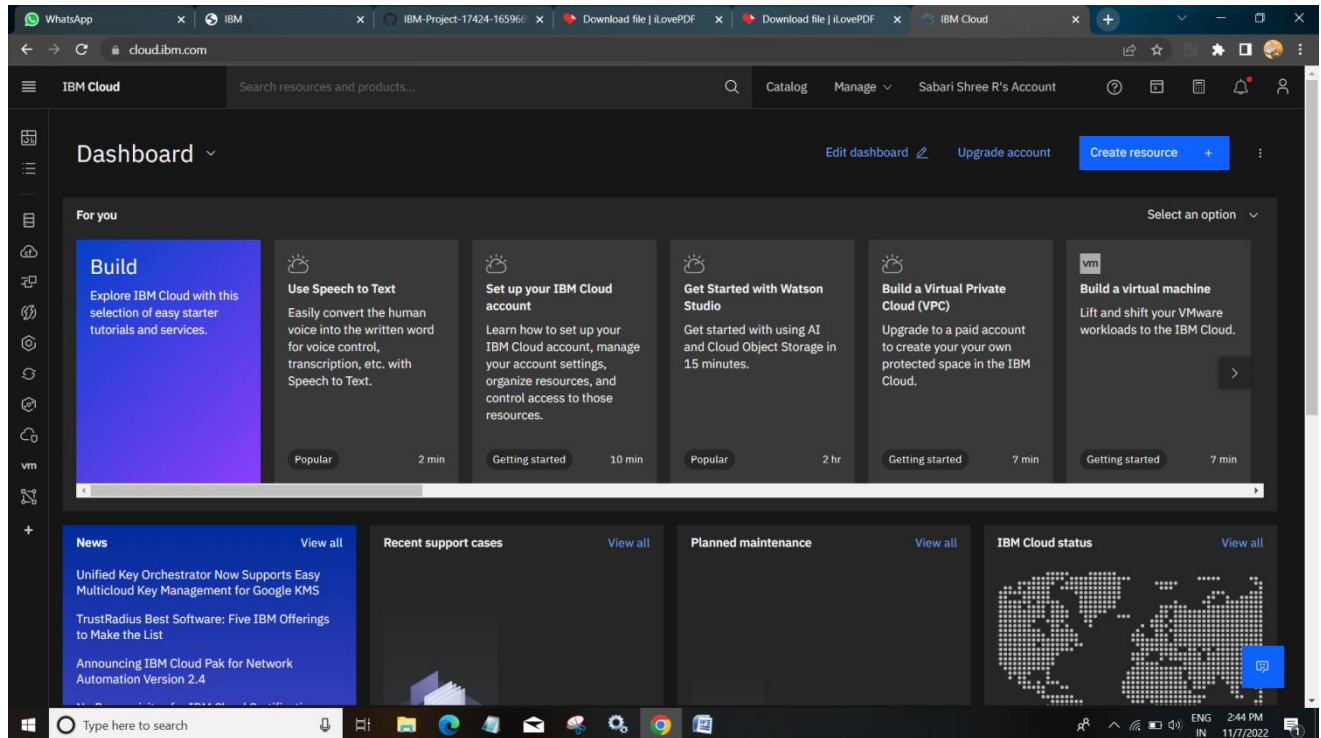 WhatsApp
IBM
IBM-Project-17424-165966
Download file | iLovePDF
Download file | iLovePDF
IBM Cloud
cloud.ibm.com
IBM Cloud
Search resources and products...
Catalog
Manage
Sabari Shree R's Account
Dashboard
Edit dashboard
Upgrade account
Create resource +
For you
Select an option
Build
Explore IBM Cloud with this
selection of easy starter
tutorials and services.
Use Speech to Text
Easily convert the human
voice into the written word
for voice control,
transcription, etc. with
Speech to Text.
Popular
2 min
Set up your IBM Cloud
account
Learn how to set up your
IBM Cloud account, manage
your account settings,
organize resources, and
control access to those
resources.
Getting started
10 min
Get Started with Watson
Studio
Get started with using AI
and Cloud Object Storage in
15 minutes.
Popular
2 hr
Build a Virtual Private
Cloud (VPC)
Upgrade to a paid account
to create your your own
protected space in the IBM
Cloud.
Getting started
7 min
vm
Build a virtual machine
Lift and shift your VMware
workloads to the IBM Cloud.
Getting started
7 min
vm
News
View all
Unified Key Orchestrator Now Supports Easy
Multicloud Key Management for Google KMS
TrustRadius Best Software: Five IBM Offerings
to Make the List
Announcing IBM Cloud Pak for Network
Automation Version 2.4
Recent support cases
View all
Planned maintenance
View all
IBM Cloud status
View all
Type here to search
ENG
IN
2:44 PM
11/7/2022